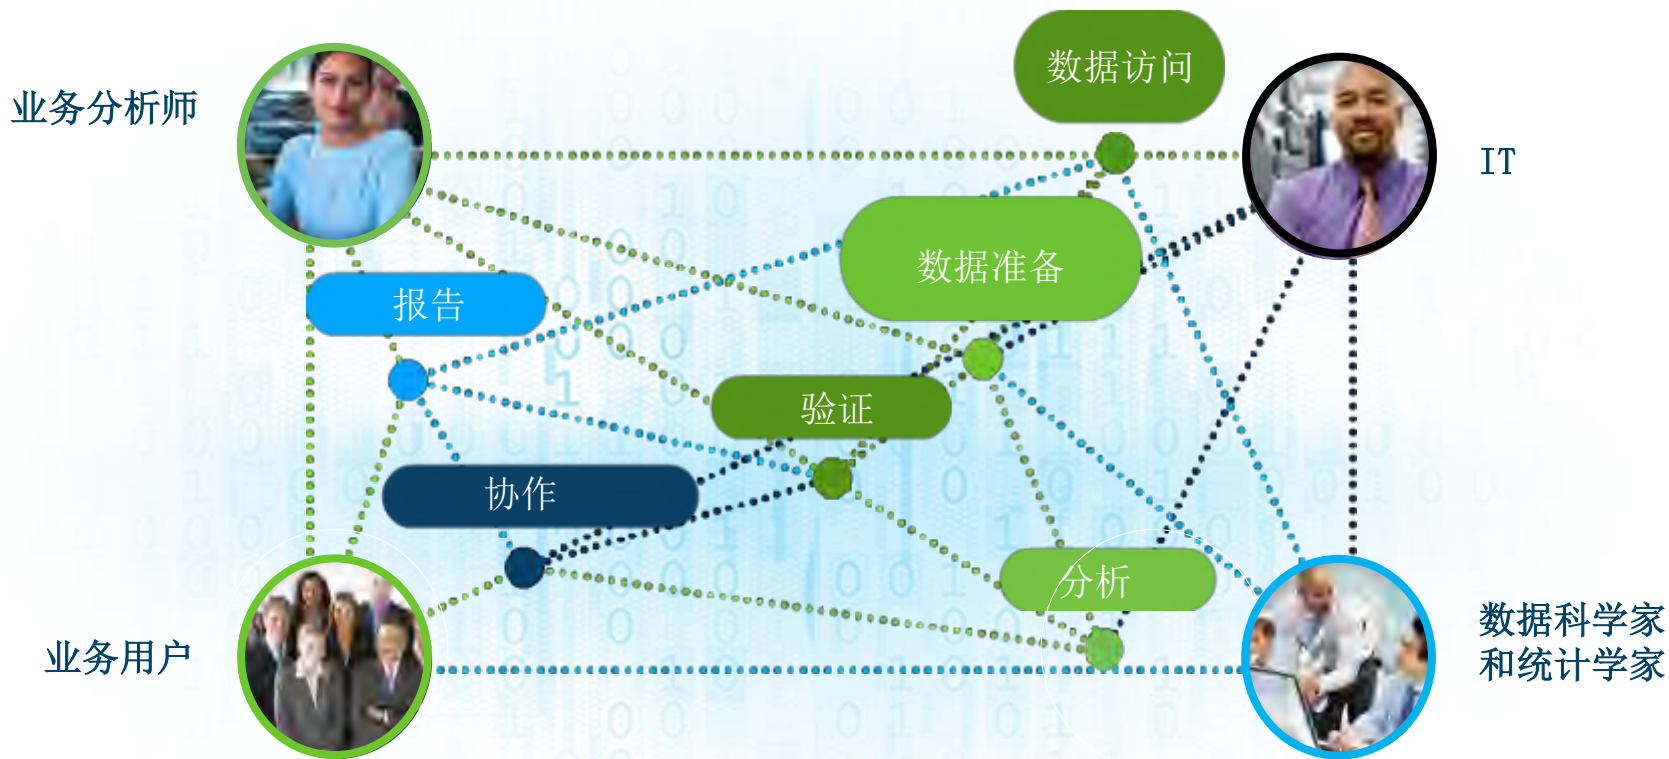 数据访问
业务分析师
IT
数据准备
报告
验证
协作
分析
业务用户
数据科学家
和统计学家